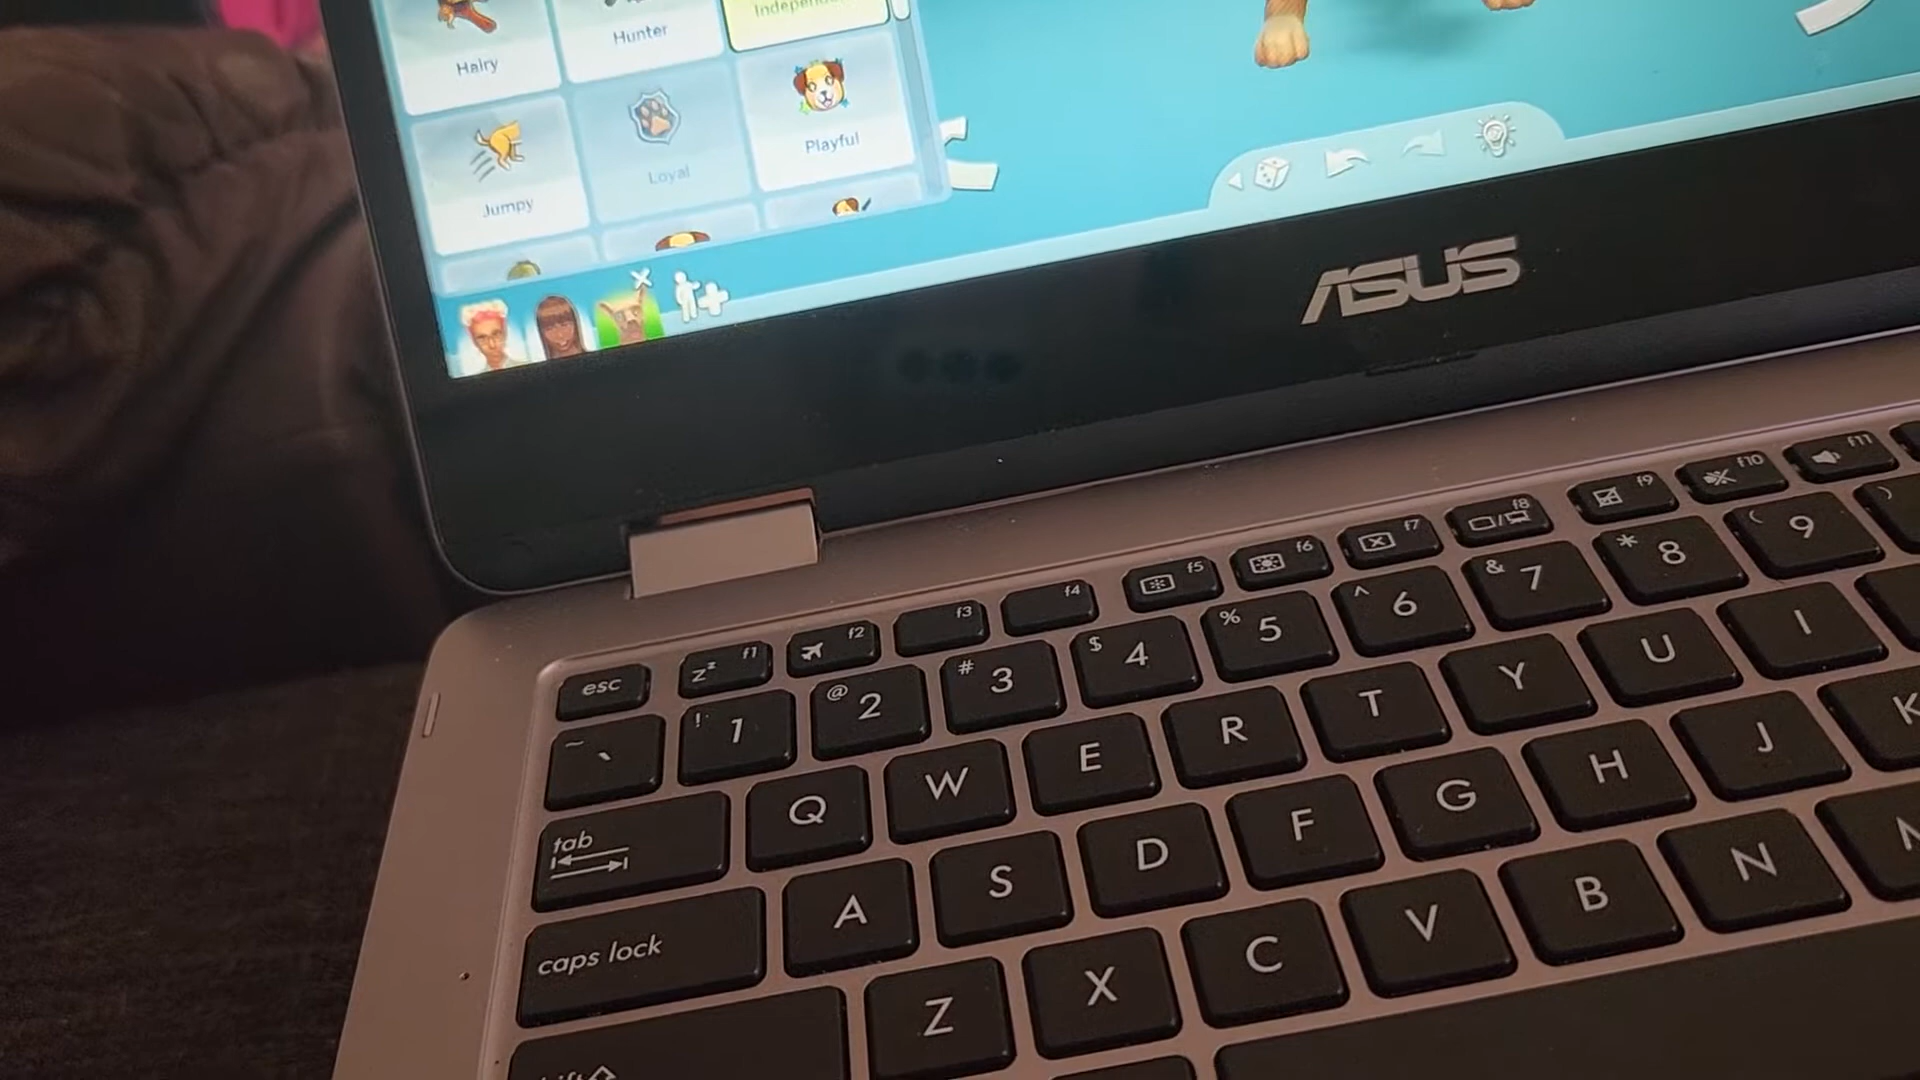 Hairy
Hunter
Jumpy
Loyal
Playful
ASUS
esc
zz f1
f2
f3
f4
f5
f6
f7
f8
f9
f10
f11
~ `
! 1
@ 2
# 3
$ 4
% 5
^ 6
& 7
* 8
( 9
)
tab
Q
W
E
R
T
Y
U
I
caps lock
A
S
D
F
G
H
J
K
Z
X
C
V
B
N